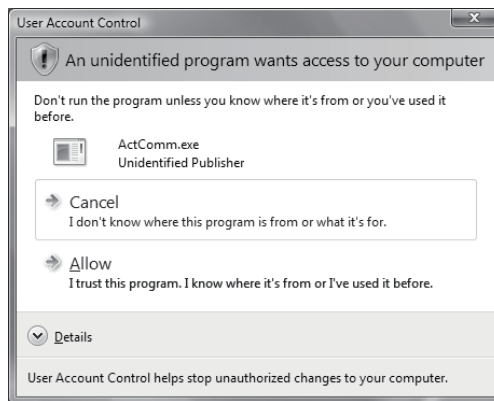 User Account Control
An unidentified program wants access to your computer
Don't run the program unless you know where it's from or you've used it
before.
ActComm.exe
Unidentified Publisher
Cancel
I don't know where this program is from or what it's for.
Allow
I trust this program. I know where it's from or I've used it before.
Details
User Account Control helps stop unauthorized changes to your computer.